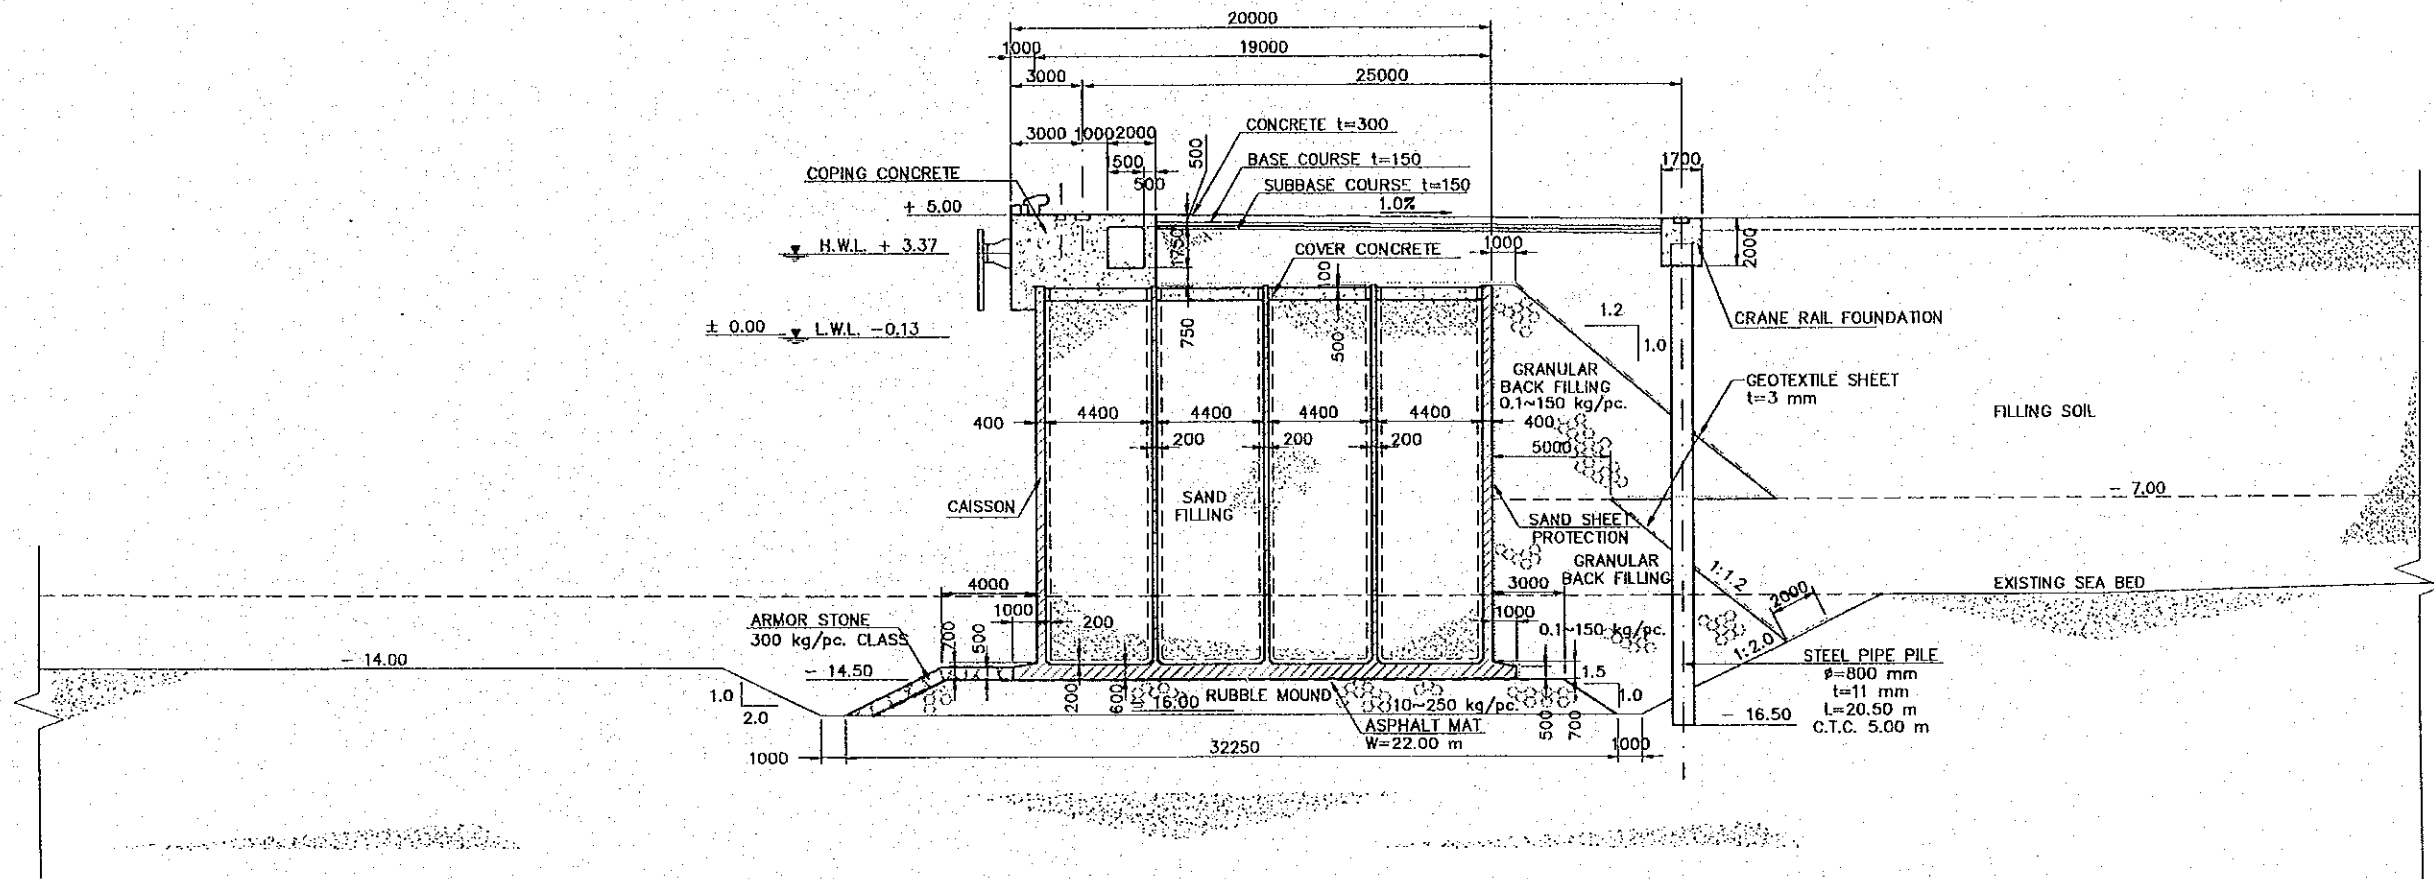 20000
1000 19000
3000 25000
3000 1000 2000
CONCRETE t=300
500
1500
BASE COURSE t=150
1700
COPING CONCRETE
500
SUBBASE COURSE t=150
+ 5.00
1.0%
H.W.L. + 3.37
1750
COVER CONCRETE
1000
2000
100
1.2
CRANE RAIL FOUNDATION
± 0.00 L.W.L. -0.13
750
500
1.0
GRANULAR
BACK FILLING
0.1~150 kg/pc.
GEOTEXTILE SHEET
t=3 mm
400 4400 4400 4400 4400 400
FILLING SOIL
200 200 200
5000
- 7.00
CAISSON
SAND
FILLING
SAND SHEET
PROTECTION
GRANULAR
BACK FILLING
0.1~150 kg/pc.
4000
3000
1:1.2
2000
EXISTING SEA BED
ARMOR STONE
300 kg/pc. CLASS
1000 200
700
500
1000
1:2.0
- 14.00
- 14.50
1.0
2.0
200
600
- 16.00
RUBBLE MOUND
10~250 kg/pc.
1.5
1.0
500
700
STEEL PIPE PILE
ø=800 mm
t=11 mm
L=20.50 m
C.T.C. 5.00 m
- 16.50
ASPHALT MAT
W=22.00 m
1000 32250 1000